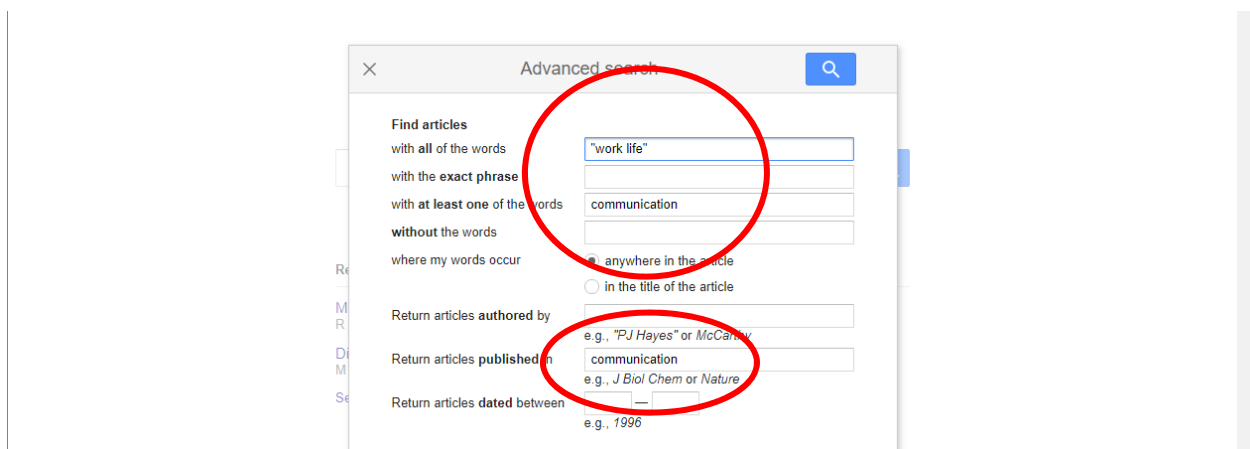 Advanced search
Find articles
with all of the words "work life"
with the exact phrase
with at least one of the words communication
without the words
where my words occur anywhere in the article
in the title of the article
Return articles authored by
e.g., "PJ Hayes" or McCarthy
Return articles published in communication
e.g., J Biol Chem or Nature
Return articles dated between —
e.g., 1996